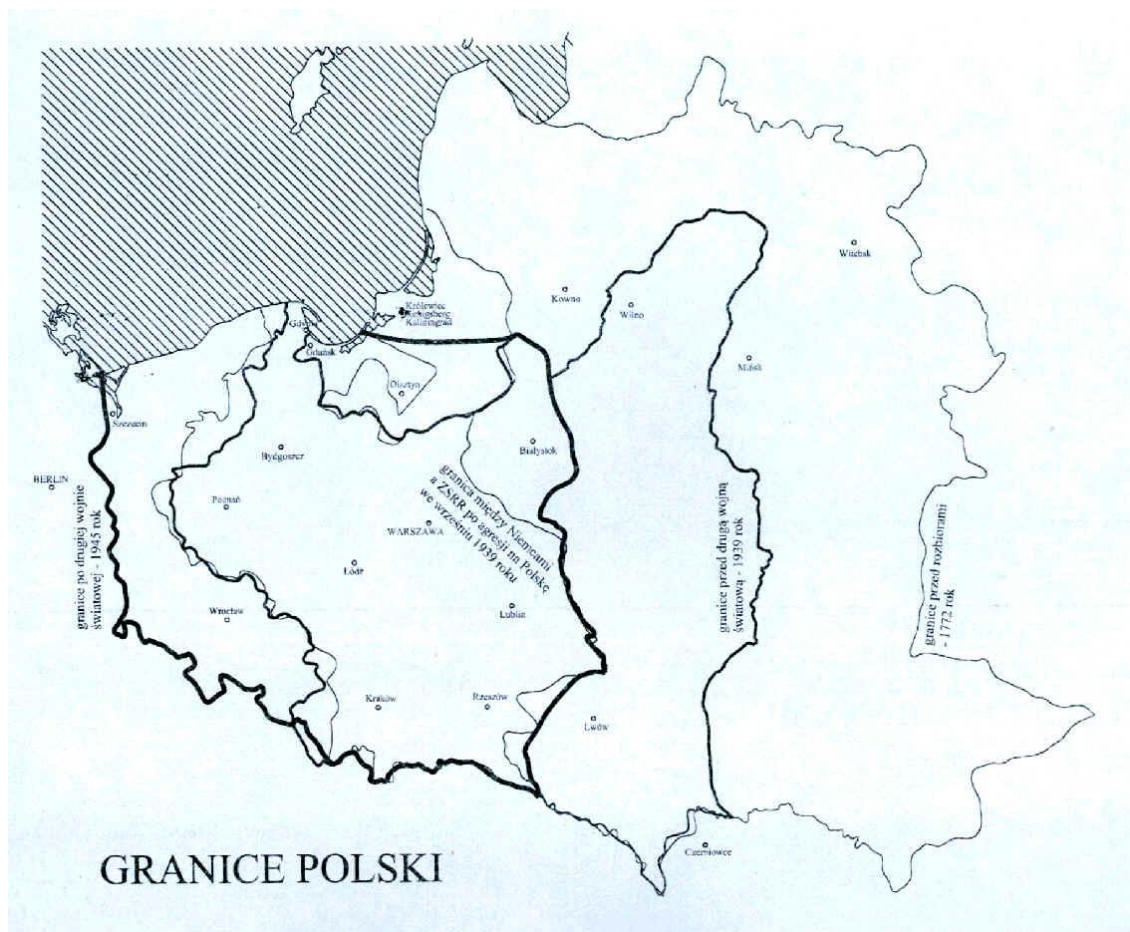 Witebsk
Kowno
Wilno
Królewiec
Königsberg
Kaliningrad
Gdynia
Gdańsk
Mińsk
Olsztyn
Szczecin
Bydgoszcz
Białystok
BERLIN
Poznań
WARSZAWA
granica między Niemcami
a ZSRR po agresji na Polskę
we wrześniu 1939 roku
granice po drugiej wojnie
światowej - 1945 rok
granice przed drugą wojną
światową - 1939 rok
granice przed rozbiorami
- 1772 rok
Łódź
Wrocław
Lublin
Kraków
Rzeszów
Lwów
Czerniowce
GRANICE POLSKI